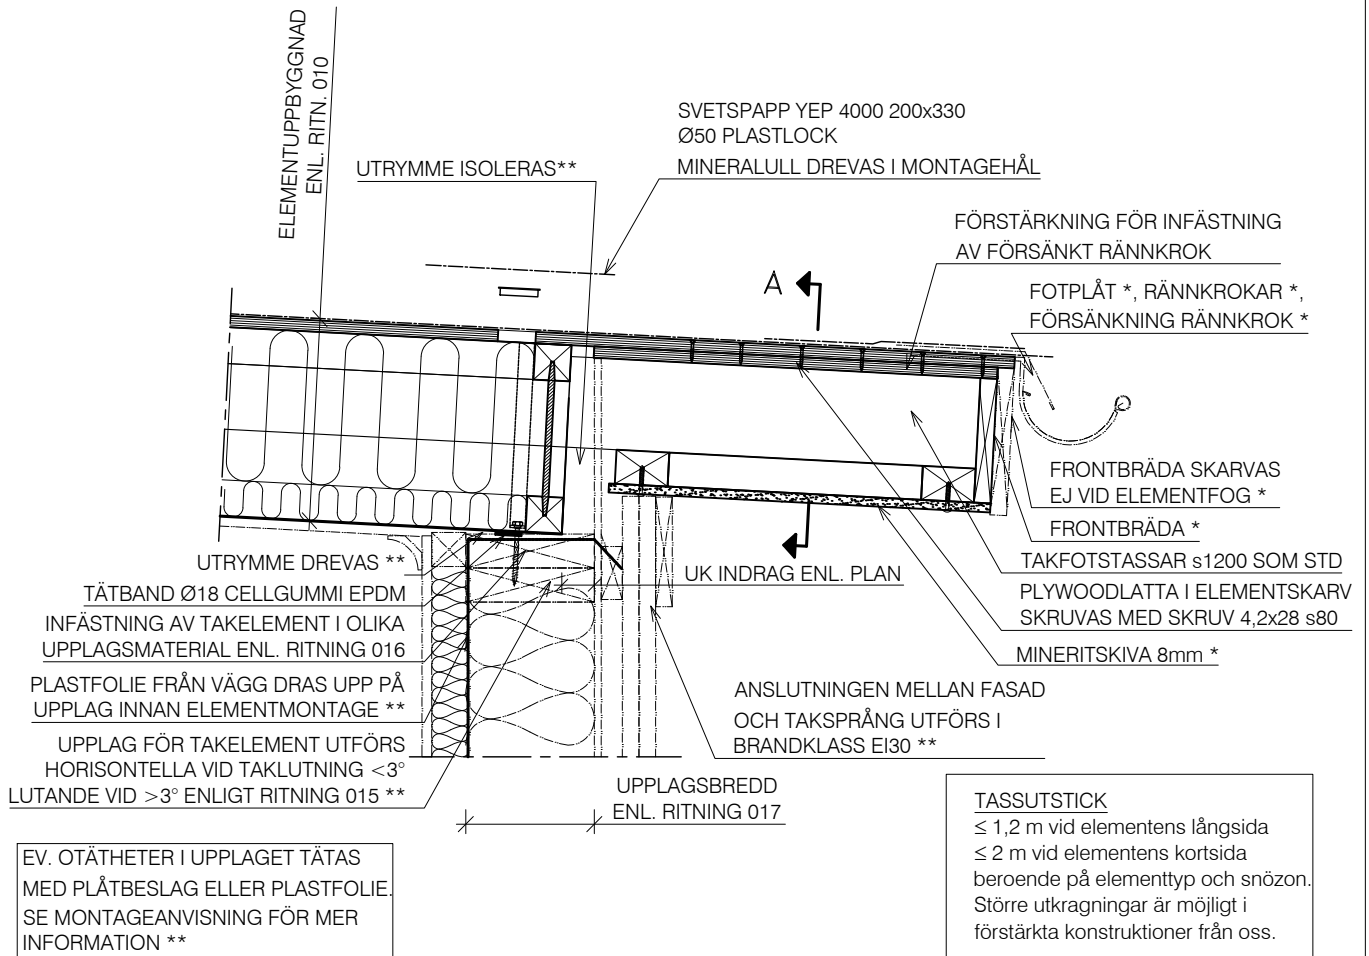 ELEMENTUPPBYGGNAD
ENL. RITN. 010
UTRYMME ISOLERAS**
SVETSPAPP YEP 4000 200x330
Ø50 PLASTLOCK
MINERALULL DREVAS I MONTAGEHÅL
FÖRSTÄRKNING FÖR INFÄSTNING
AV FÖRSÄNKT RÄNNKROK
A
FOTPLÅT *, RÄNNKROKAR *,
FÖRSÄNKNING RÄNNKROK *
FRONTBRÄDA SKARVAS
EJ VID ELEMENTFOG *
FRONTBRÄDA *
TAKFOTSTASSAR s1200 SOM STD
PLYWOODLATTA I ELEMENTSKARV
SKRUVAS MED SKRUV 4,2x28 s80
MINERITSKIVA 8mm *
UK INDRAG ENL. PLAN
UTRYMME DREVAS **
TÄTBAND Ø18 CELLGUMMI EPDM
INFÄSTNING AV TAKELEMENT I OLIKA
UPPLAGSMATERIAL ENL. RITNING 016
PLASTFOLIE FRÅN VÄGG DRAS UPP PÅ
UPPLAG INNAN ELEMENTMONTAGE **
UPPLAG FÖR TAKELEMENT UTFÖRS
HORISONTELLA VID TAKLUTNING <3°
LUTANDE VID >3° ENLIGT RITNING 015 **
ANSLUTNINGEN MELLAN FASAD
OCH TAKSPRÅNG UTFÖRS I
BRANDKLASS EI30 **
UPPLAGSBREDD
ENL. RITNING 017
EV. OTÄTHETER I UPPLAGET TÄTAS
MED PLÅTBESLAG ELLER PLASTFOLIE.
SE MONTAGEANVISNING FÖR MER
INFORMATION **
TASSUTSTICK
≤ 1,2 m vid elementens långsida
≤ 2 m vid elementens kortsida
beroende på elementtyp och snözon.
Större utkragningar är möjligt i
förstärkta konstruktioner från oss.